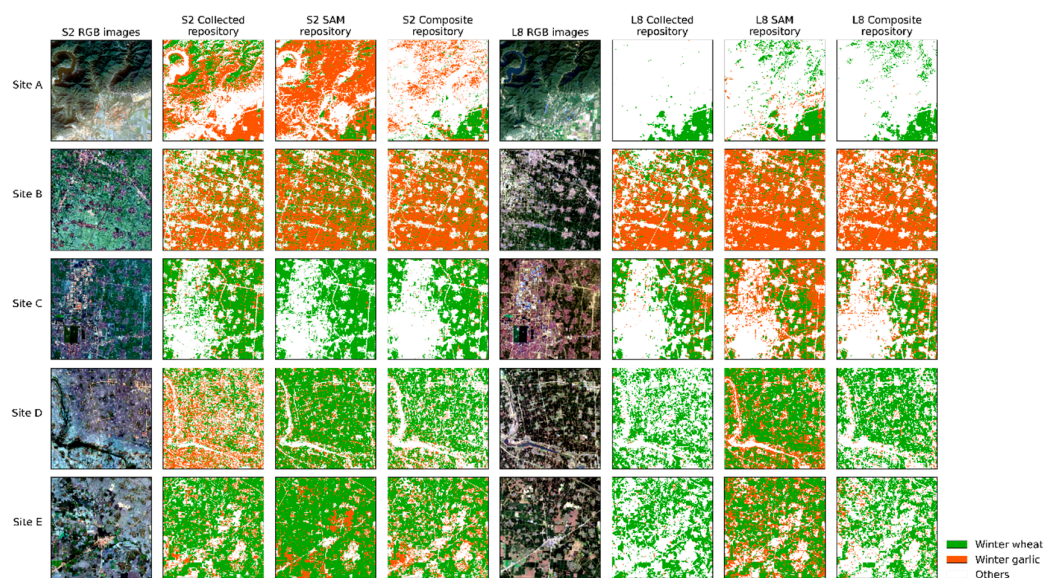 S2 RGB images
S2 Collected
repository
S2 SAM
repository
S2 Composite
repository
L8 RGB images
L8 Collected
repository
L8 SAM
repository
L8 Composite
repository
Site A
Site B
Site C
Site D
Site E
Winter wheat
Winter garlic
Others